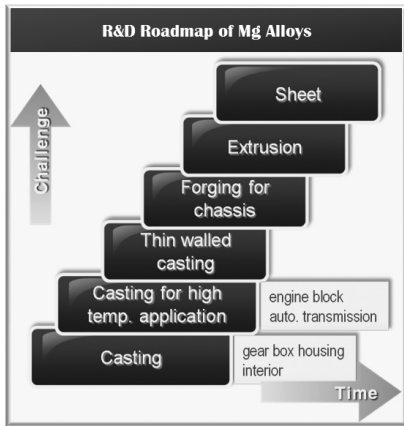 R&D Roadmap of Mg Alloys
Challenge
Sheet
Extrusion
Forging for
chassis
Thin walled
casting
Casting for high
temp. application
engine block
auto. transmission
Casting
gear box housing
interior
Time